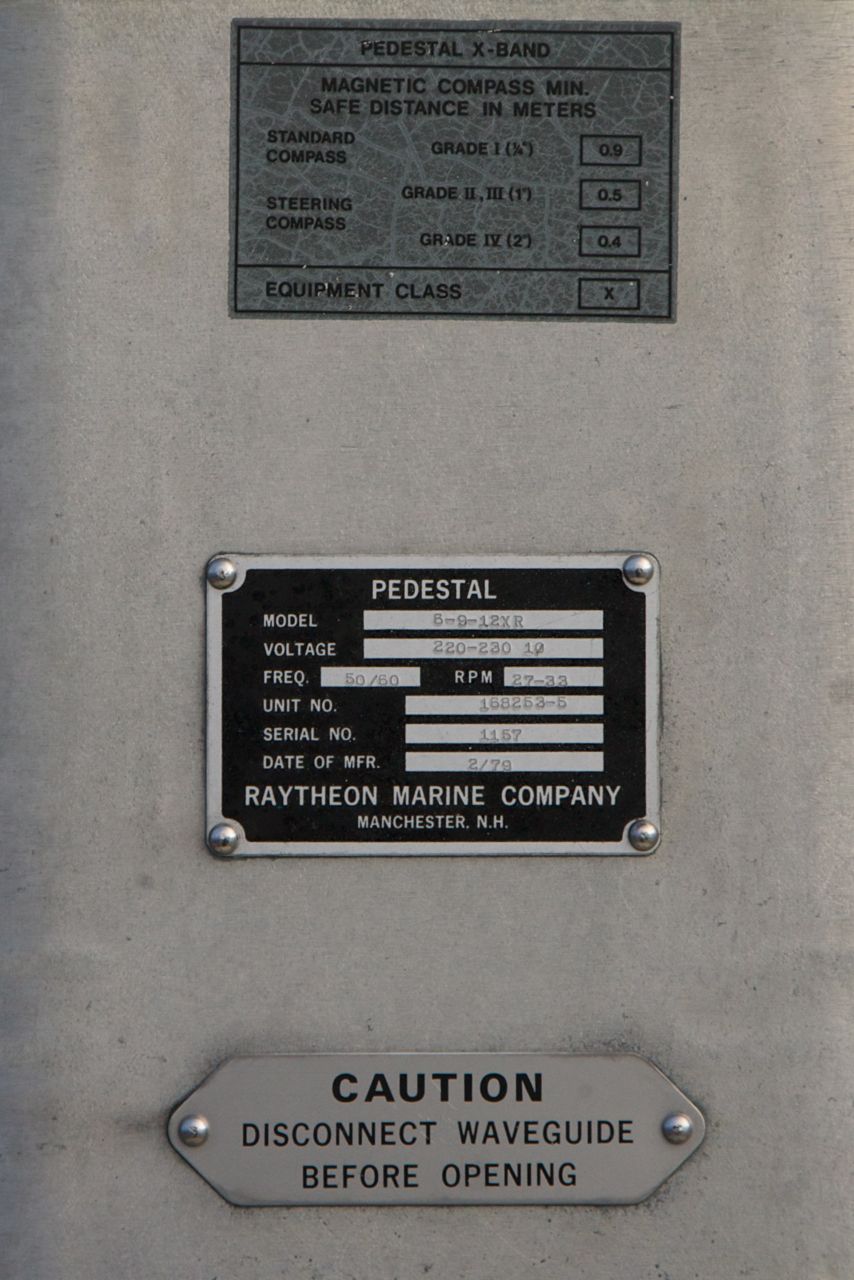 PEDESTAL X-BAND
MAGNETIC COMPASS MIN.
SAFE DISTANCE IN METERS
STANDARD COMPASS GRADE I (¼°) 0.9
STEERING COMPASS GRADE II, III (1°) 0.5
GRADE IV (2°) 0.4
EQUIPMENT CLASS X
PEDESTAL
MODEL 6-9-12XR
VOLTAGE 220-230 1Ø
FREQ. 50/60 RPM 27-33
UNIT NO. 168253-5
SERIAL NO. 1157
DATE OF MFR. 2/79
RAYTHEON MARINE COMPANY
MANCHESTER, N.H.
CAUTION
DISCONNECT WAVEGUIDE
BEFORE OPENING